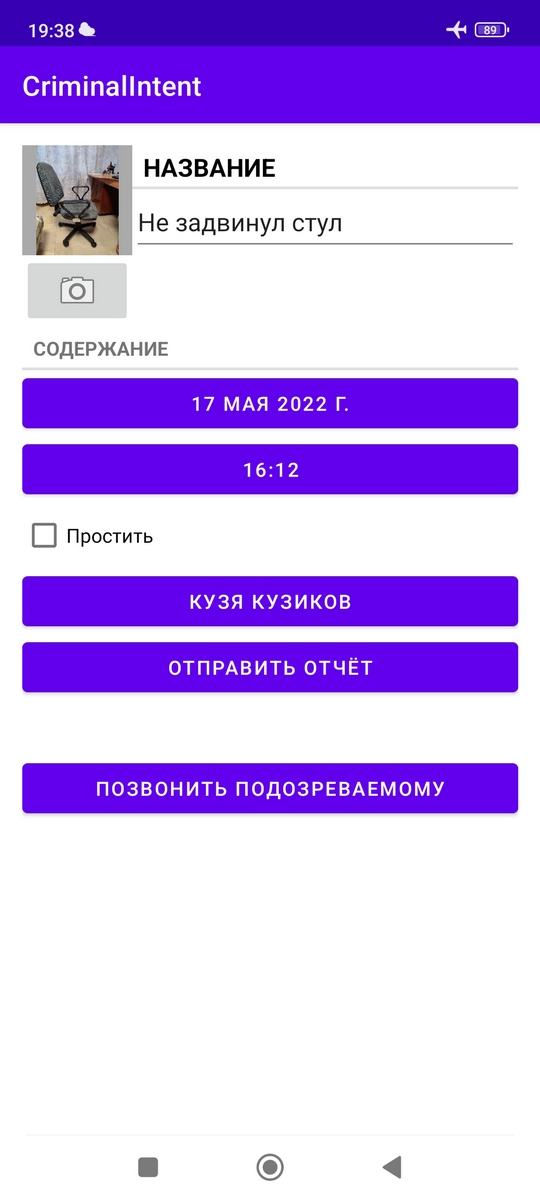 19:38
89
CriminalIntent
НАЗВАНИЕ
Не задвинул стул
СОДЕРЖАНИЕ
17 МАЯ 2022 Г.
16:12
Простить
КУЗЯ КУЗИКОВ
ОТПРАВИТЬ ОТЧЁТ
ПОЗВОНИТЬ ПОДОЗРЕВАЕМОМУ